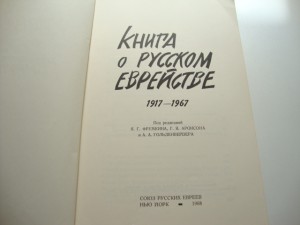 Книга
о русском
еврействе
1917—1967
Под редакцией
Я. Г. ФРУМКИНА, Г. Я. АРОНСОНА
и А. А. ГОЛЬДЕНВЕЙЗЕРА
СОЮЗ РУССКИХ ЕВРЕЕВ
НЬЮ ЙОРК 1968